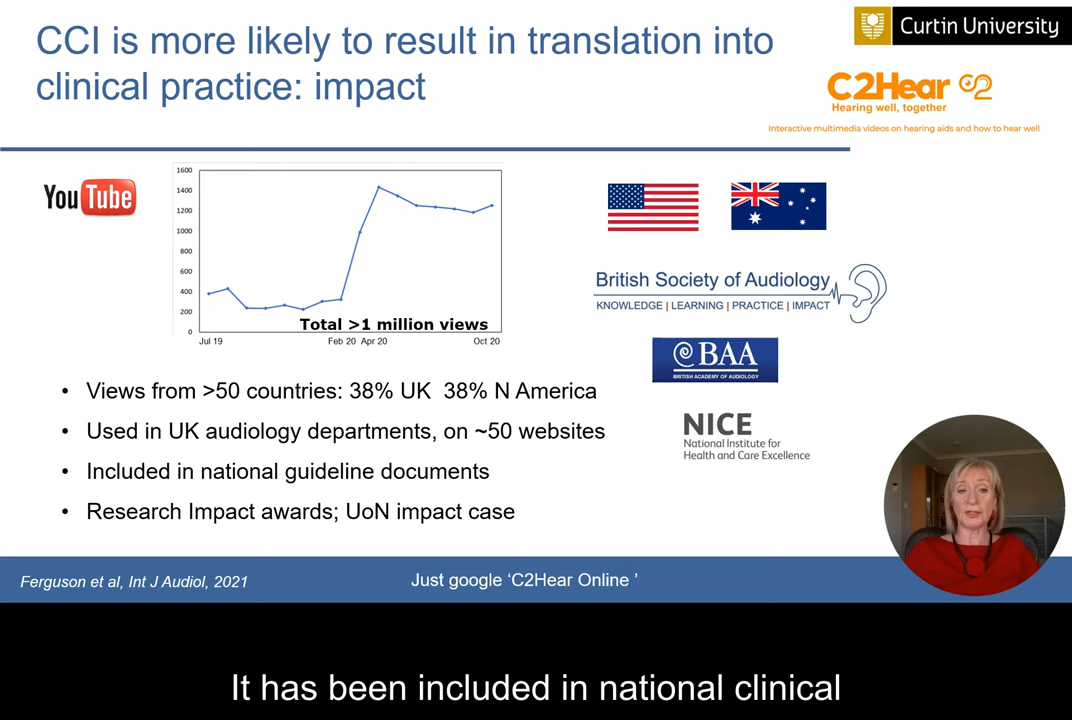 CCI is more likely to result in translation into
clinical practice: impact
Curtin University
C2Hear
Hearing well, together
Interactive multimedia videos on hearing aids and how to hear well
YouTube
1600
1400
1200
1000
800
600
400
200
0
Total >1 million views
Jul 19 Feb 20 Apr 20 Oct 20
British Society of Audiology
KNOWLEDGE | LEARNING | PRACTICE | IMPACT
BAA
BRITISH ACADEMY OF AUDIOLOGY
NICE
National Institute for
Health and Care Excellence
• Views from >50 countries: 38% UK 38% N America
• Used in UK audiology departments, on ~50 websites
• Included in national guideline documents
• Research Impact awards; UoN impact case
Ferguson et al, Int J Audiol, 2021
Just google ‘C2Hear Online ’
It has been included in national clinical